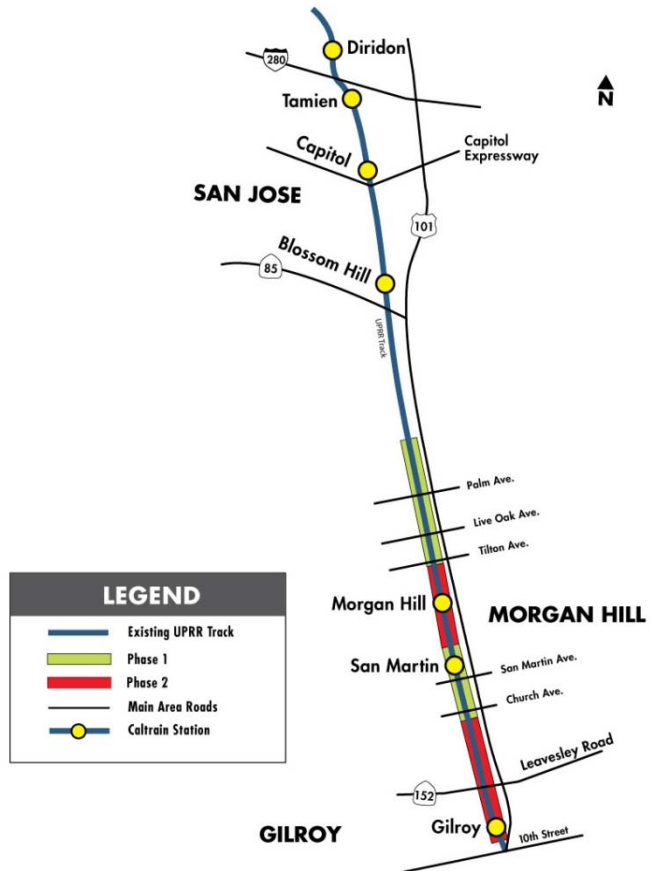 Diridon
280
Tamien
N
Capitol
Capitol
Expressway
SAN JOSE
101
Blossom Hill
85
UPRR Track
Palm Ave.
Live Oak Ave.
Tilton Ave.
LEGEND
Existing UPRR Track
Phase 1
Phase 2
Main Area Roads
Caltrain Station
Morgan Hill
MORGAN HILL
San Martin
San Martin Ave.
Church Ave.
Leavesley Road
152
GILROY
Gilroy
10th Street